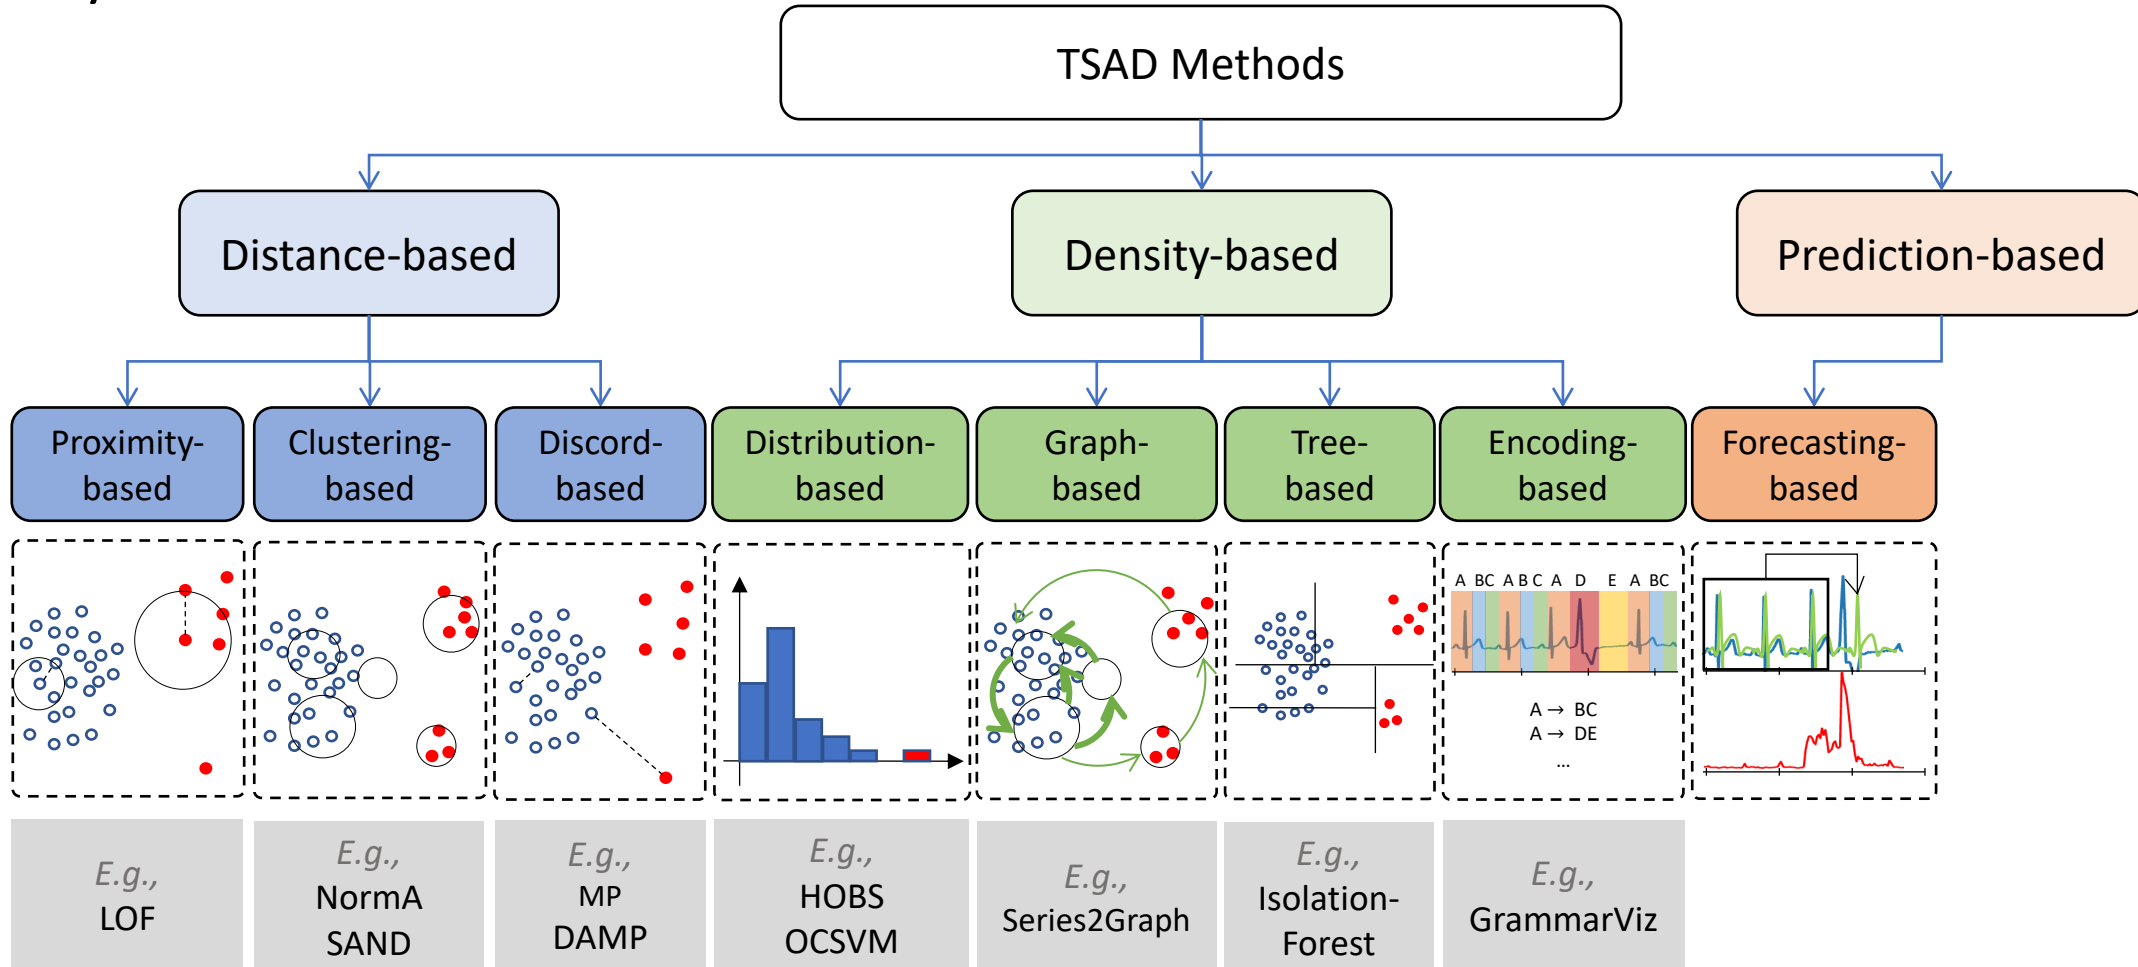 TSAD Methods
Distance-based
Density-based
Prediction-based
Proximity-
based
Clustering-
based
Discord-
based
Distribution-
based
Graph-
based
Tree-
based
Encoding-
based
Forecasting-
based
A BC A B C A D E A BC
A → BC
A → DE
...
E.g.,
LOF
E.g.,
NormA
SAND
E.g.,
MP
DAMP
E.g.,
HOBS
OCSVM
E.g.,
Series2Graph
E.g.,
Isolation-
Forest
E.g.,
GrammarViz